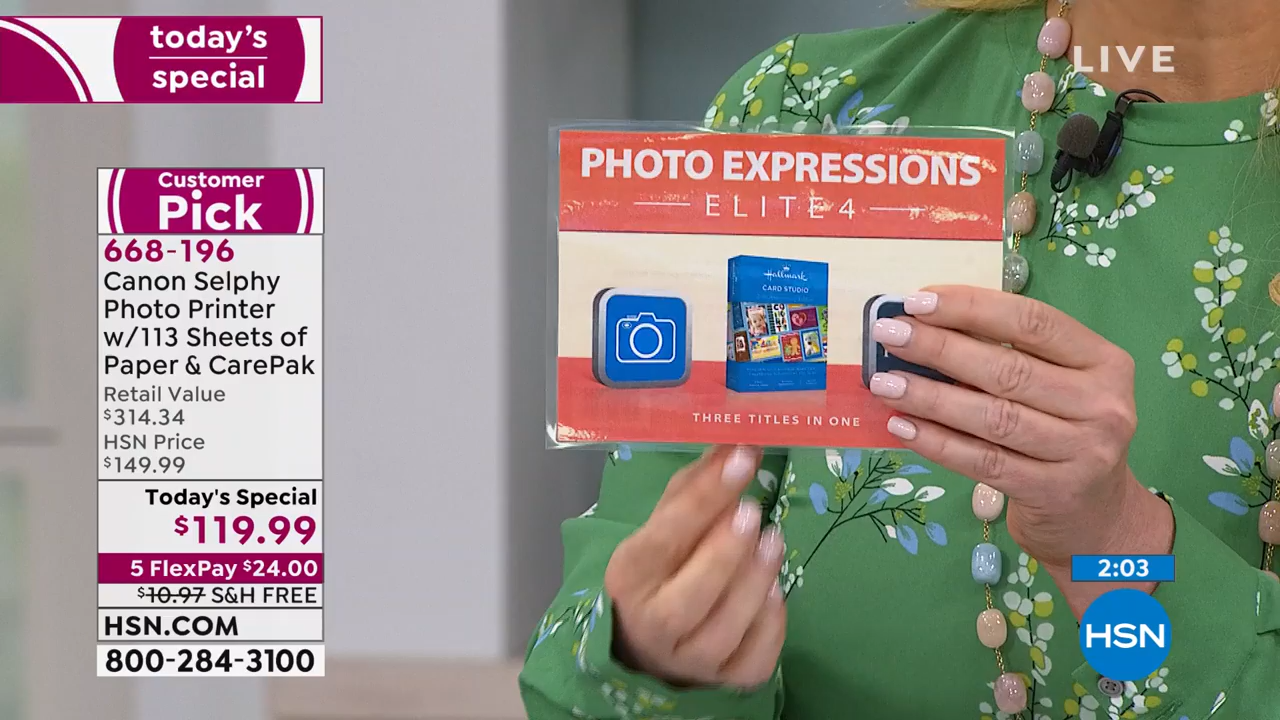 today's
special
Customer
Pick
668-196
Canon Selphy
Photo Printer
w/113 Sheets of
Paper & CarePak
Retail Value
$314.34
HSN Price
$149.99
Today's Special
$119.99
5 FlexPay $24.00
$10.97 S&H FREE
HSN.COM
800-284-3100
LIVE
PHOTO EXPRESSIONS
ELITE 4
Hallmark
CARD STUDIO
THREE TITLES IN ONE
2:03
HSN